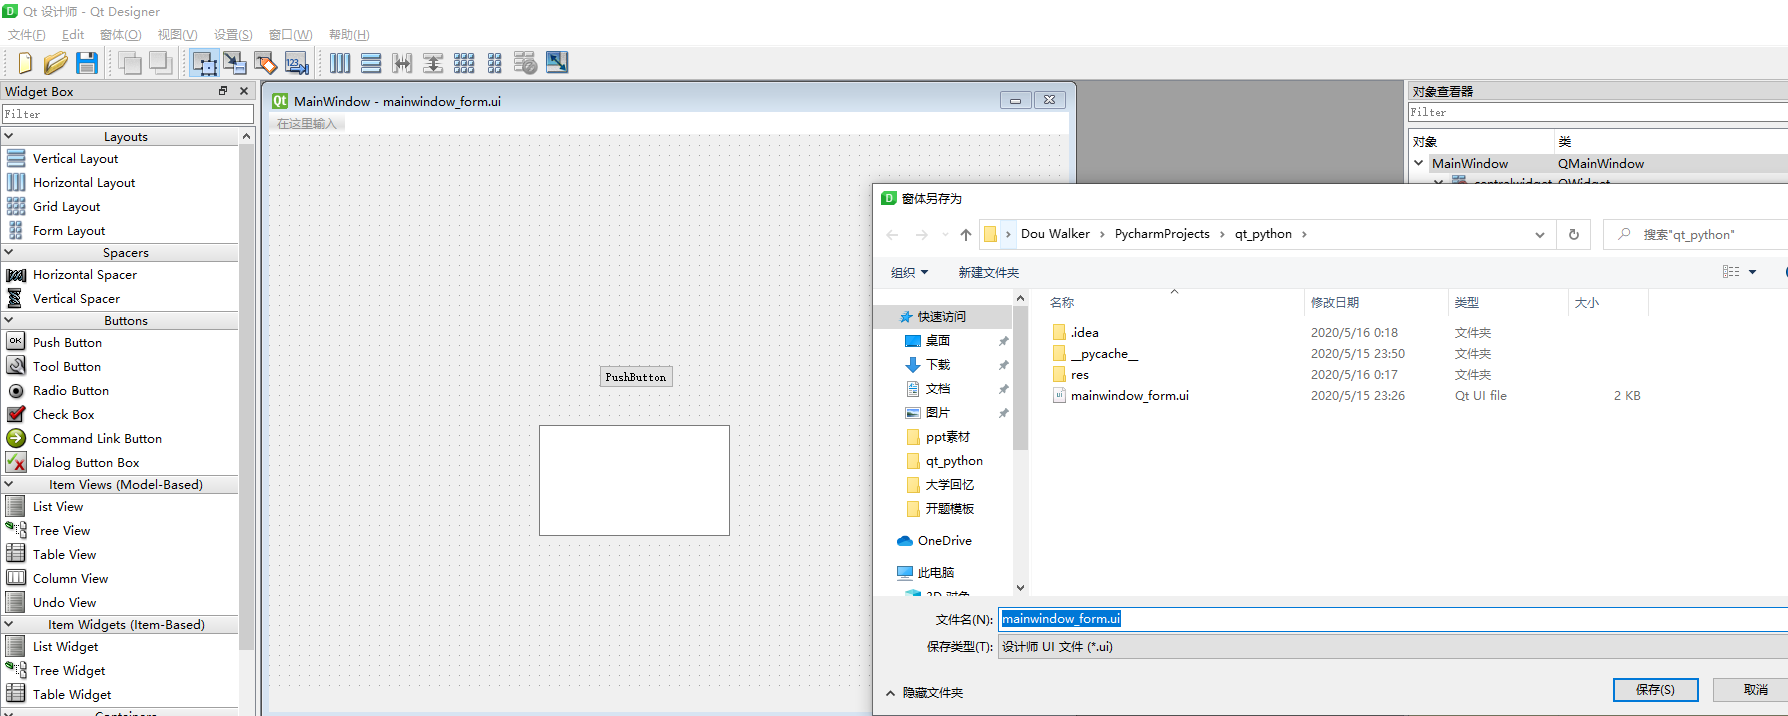 Qt 设计师 - Qt Designer
文件(F) Edit 窗体(O) 视图(V) 设置(S) 窗口(W) 帮助(H)
Widget Box
Filter
Layouts
Vertical Layout
Horizontal Layout
Grid Layout
Form Layout
Spacers
Horizontal Spacer
Vertical Spacer
Buttons
OK
Push Button
Tool Button
Radio Button
Check Box
Command Link Button
Dialog Button Box
Item Views (Model-Based)
List View
Tree View
Table View
Column View
Undo View
Item Widgets (Item-Based)
List Widget
Tree Widget
Table Widget
Containers
MainWindow - mainwindow_form.ui
在这里输入
PushButton
对象查看器
Filter
对象 类
MainWindow QMainWindow
centralwidget QWidget
窗体另存为
Dou Walker › PycharmProjects › qt_python ›
搜索"qt_python"
组织 新建文件夹
快速访问
桌面
下载
文档
图片
ppt素材
qt_python
大学回忆
开题模板
OneDrive
此电脑
3D 对象
名称 修改日期 类型 大小
.idea 2020/5/16 0:18 文件夹
__pycache__ 2020/5/15 23:50 文件夹
res 2020/5/16 0:17 文件夹
mainwindow_form.ui 2020/5/15 23:26 Qt UI file 2 KB
文件名(N): mainwindow_form.ui
保存类型(T): 设计师 UI 文件 (*.ui)
隐藏文件夹
保存(S) 取消